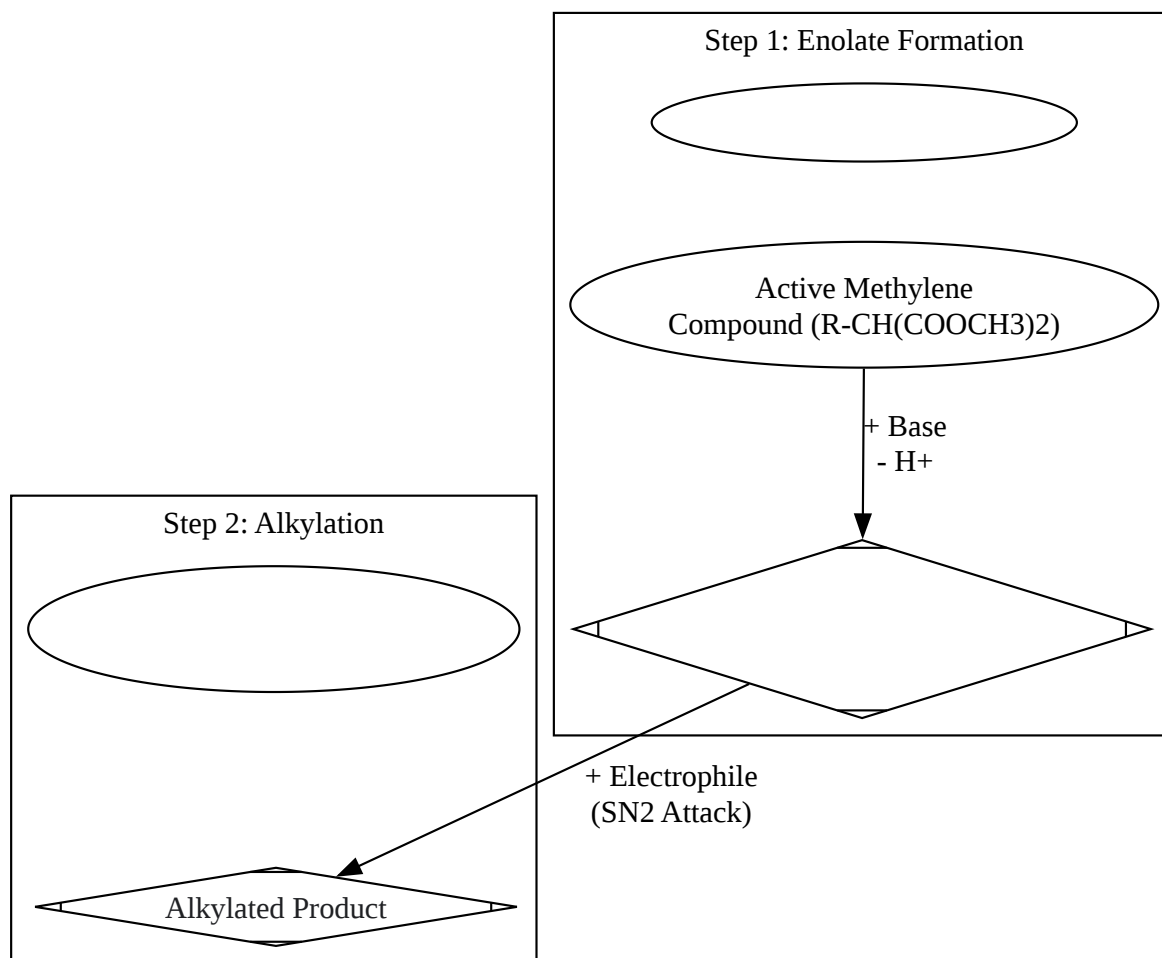 Step 1: Enolate Formation
Active Methylene
Compound (R-CH(COOCH3)2)
+ Base
- H+
Step 2: Alkylation
+ Electrophile
(SN2 Attack)
Alkylated Product